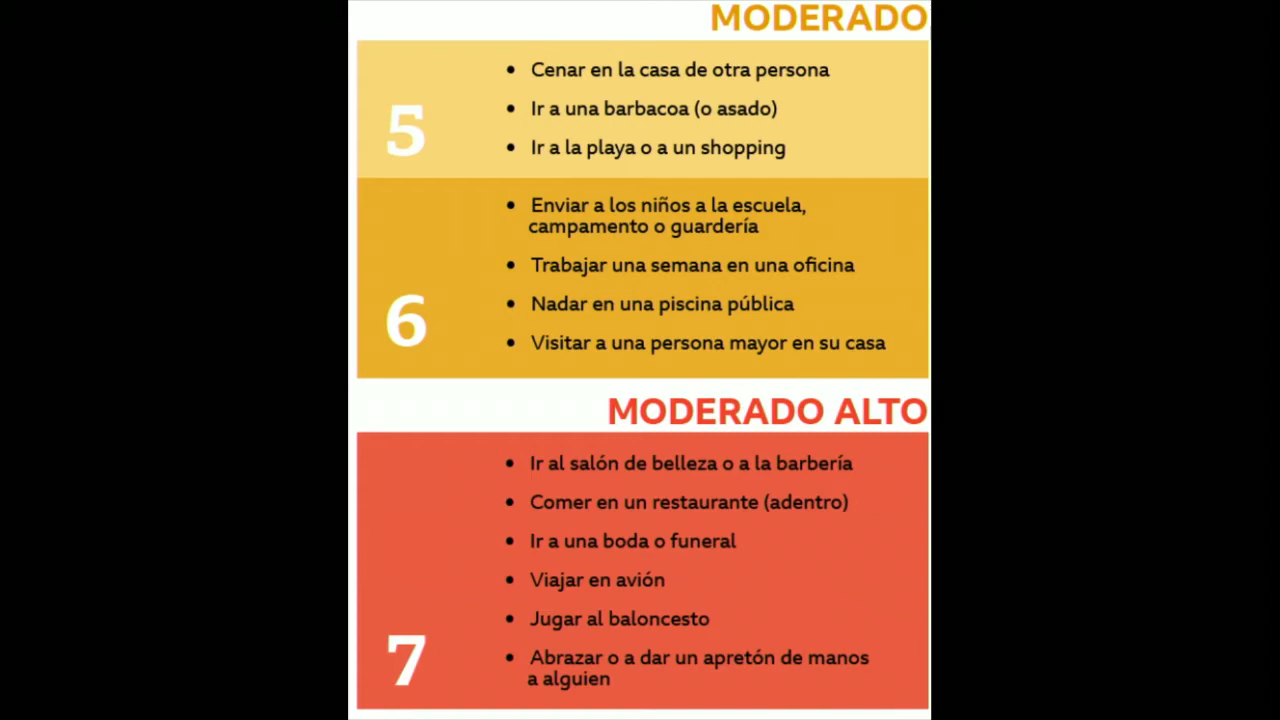 MODERADO
• Cenar en la casa de otra persona
• Ir a una barbacoa (o asado)
5
• Ir a la playa o a un shopping
• Enviar a los niños a la escuela,
campamento o guardería
• Trabajar una semana en una oficina
• Nadar en una piscina pública
6
• Visitar a una persona mayor en su casa
MODERADO ALTO
• Ir al salón de belleza o a la barbería
• Comer en un restaurante (adentro)
• Ir a una boda o funeral
• Viajar en avión
• Jugar al baloncesto
7
• Abrazar o a dar un apretón de manos
a alguien